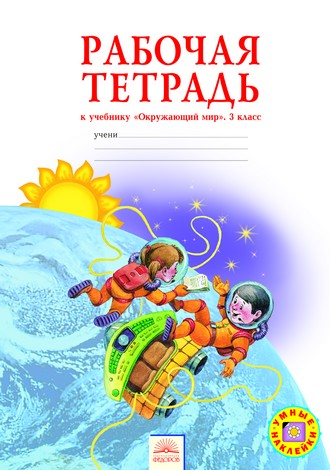 РАБОЧАЯ
ТЕТРАДЬ
к учебнику «Окружающий мир». 3 класс
учени
УМНЫЕ
НАКЛЕЙКИ
ФЕДОРОВ